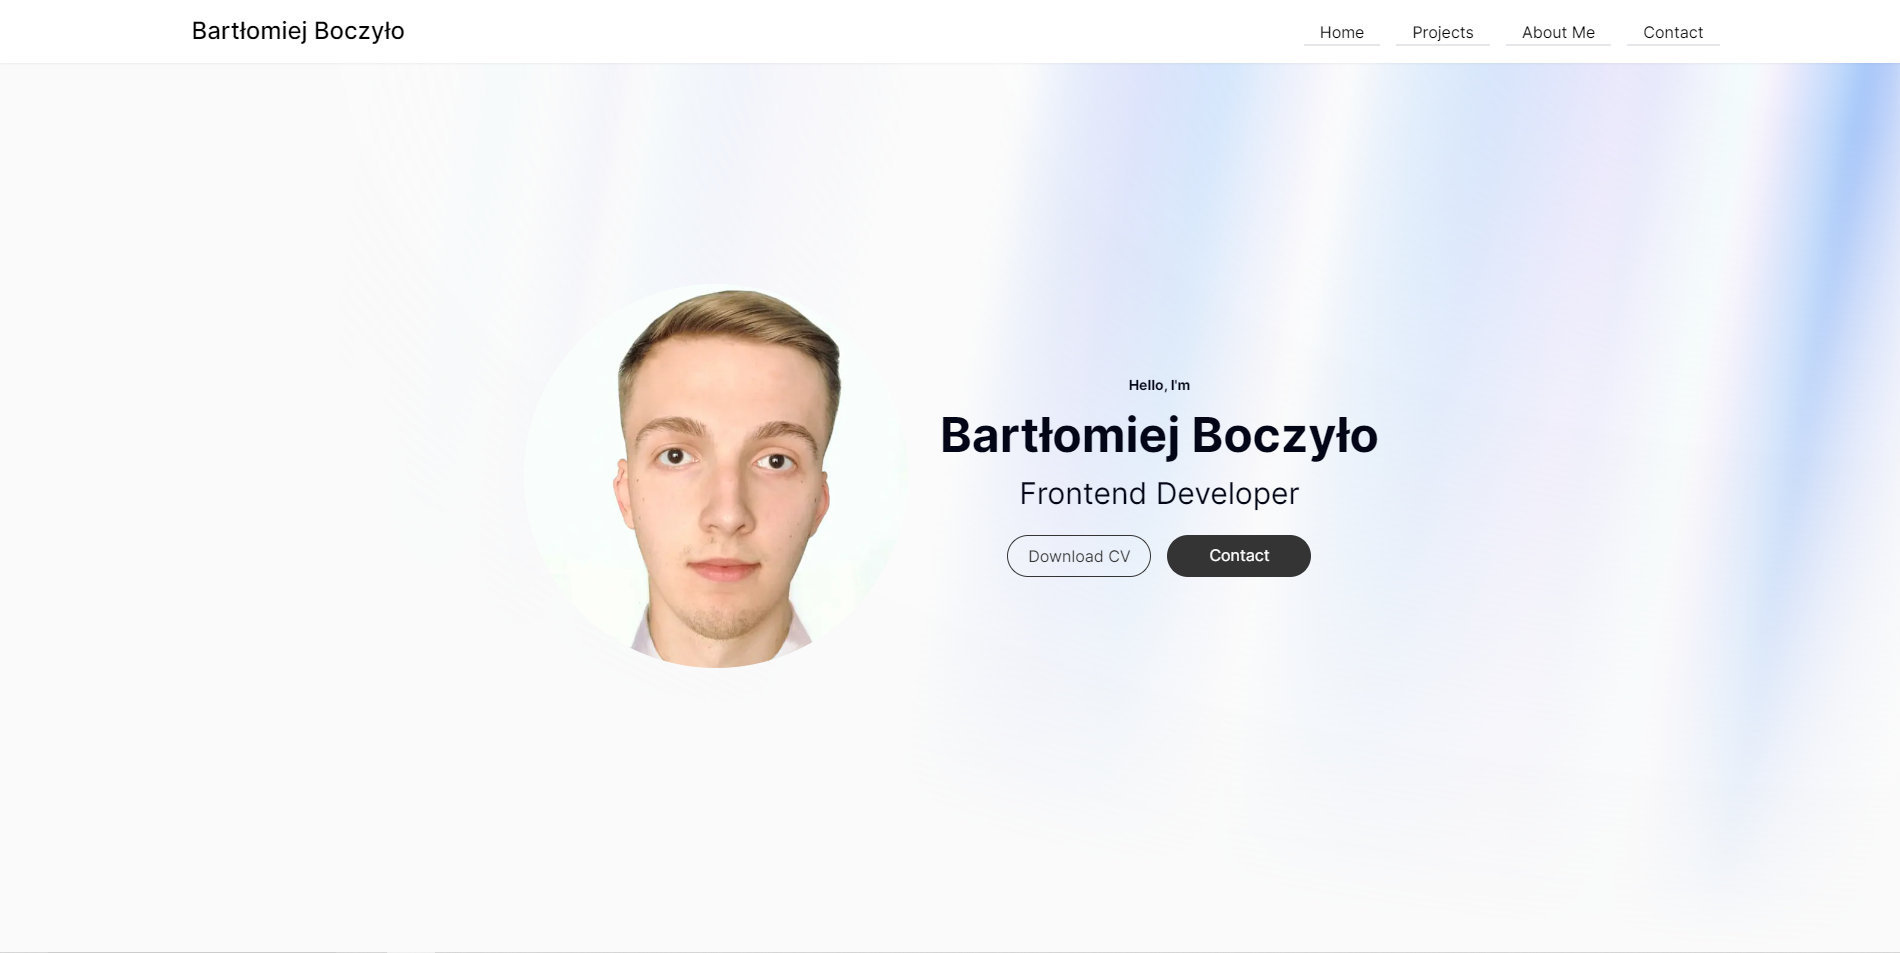 Bartłomiej Boczyło
Home Projects About Me Contact
Hello, I'm
Bartłomiej Boczyło
Frontend Developer
Download CV Contact